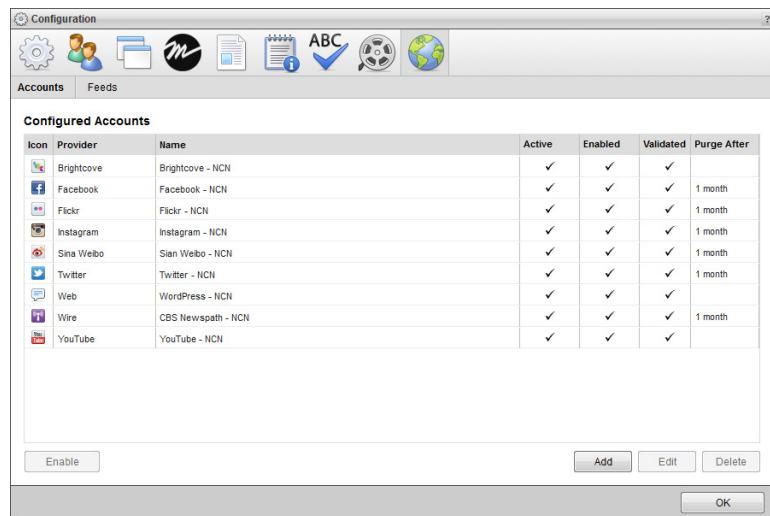 Configuration ?
ABC
Accounts Feeds
Configured Accounts
Icon Provider Name Active Enabled Validated Purge After
Brightcove Brightcove - NCN
Facebook Facebook - NCN 1 month
Flickr Flickr - NCN 1 month
Instagram Instagram - NCN 1 month
Sina Weibo Sian Weibo - NCN 1 month
Twitter Twitter - NCN 1 month
Web WordPress - NCN
Wire CBS Newspath - NCN 1 month
You Tube YouTube YouTube - NCN
Enable Add Edit Delete
OK